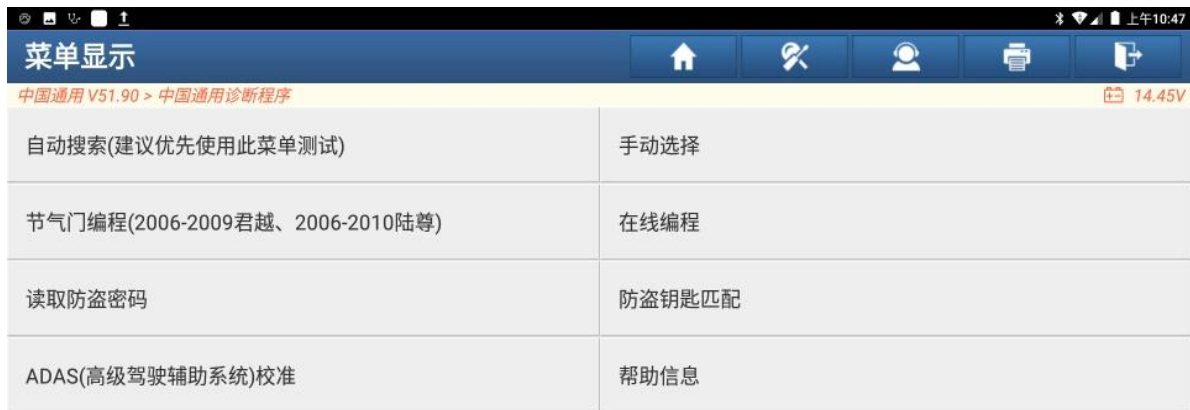 上午10:47
菜单显示
中国通用 V51.90 > 中国通用诊断程序
14.45V
自动搜索(建议优先使用此菜单测试)
手动选择
节气门编程(2006-2009君越、2006-2010陆尊)
在线编程
读取防盗密码
防盗钥匙匹配
ADAS(高级驾驶辅助系统)校准
帮助信息